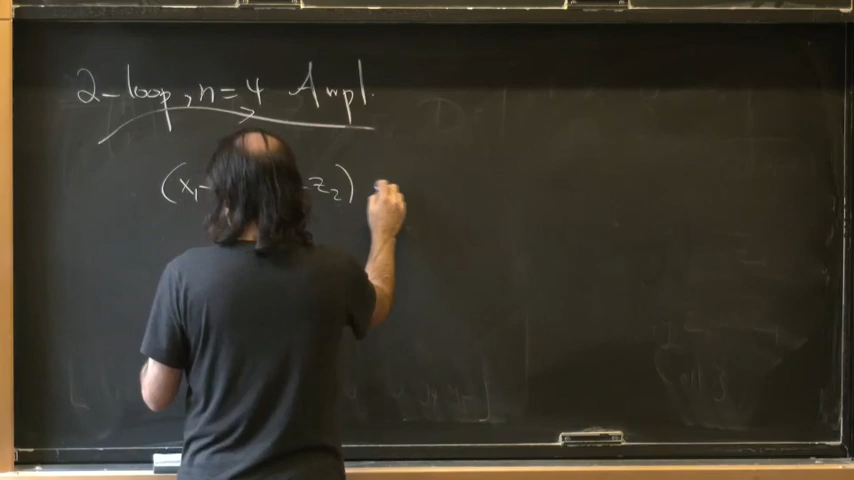 2-loop, n=4 Ampl.
(x₁- -z₂)